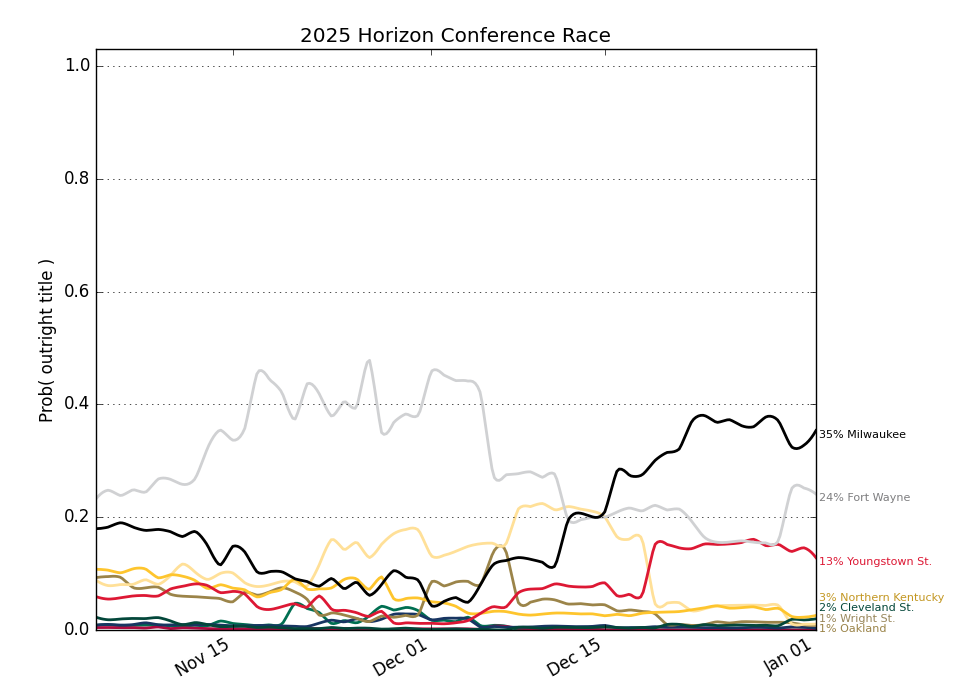 2025 Horizon Conference Race
Prob( outright title )
1.0
0.8
0.6
0.4
0.2
0.0
35% Milwaukee
24% Fort Wayne
13% Youngstown St.
3% Northern Kentucky
2% Cleveland St.
1% Wright St.
1% Oakland
Nov 15
Dec 01
Dec 15
Jan 01